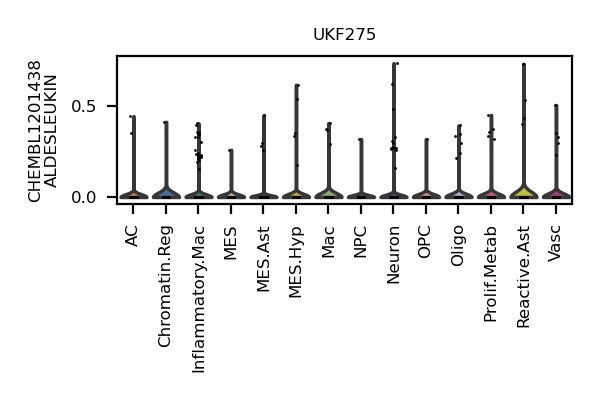 UKF275
CHEMBL1201438
ALDESLEUKIN
0.5
0.0
AC
Chromatin.Reg
Inflammatory.Mac
MES
MES.Ast
MES.Hyp
Mac
NPC
Neuron
OPC
Oligo
Prolif.Metab
Reactive.Ast
Vasc